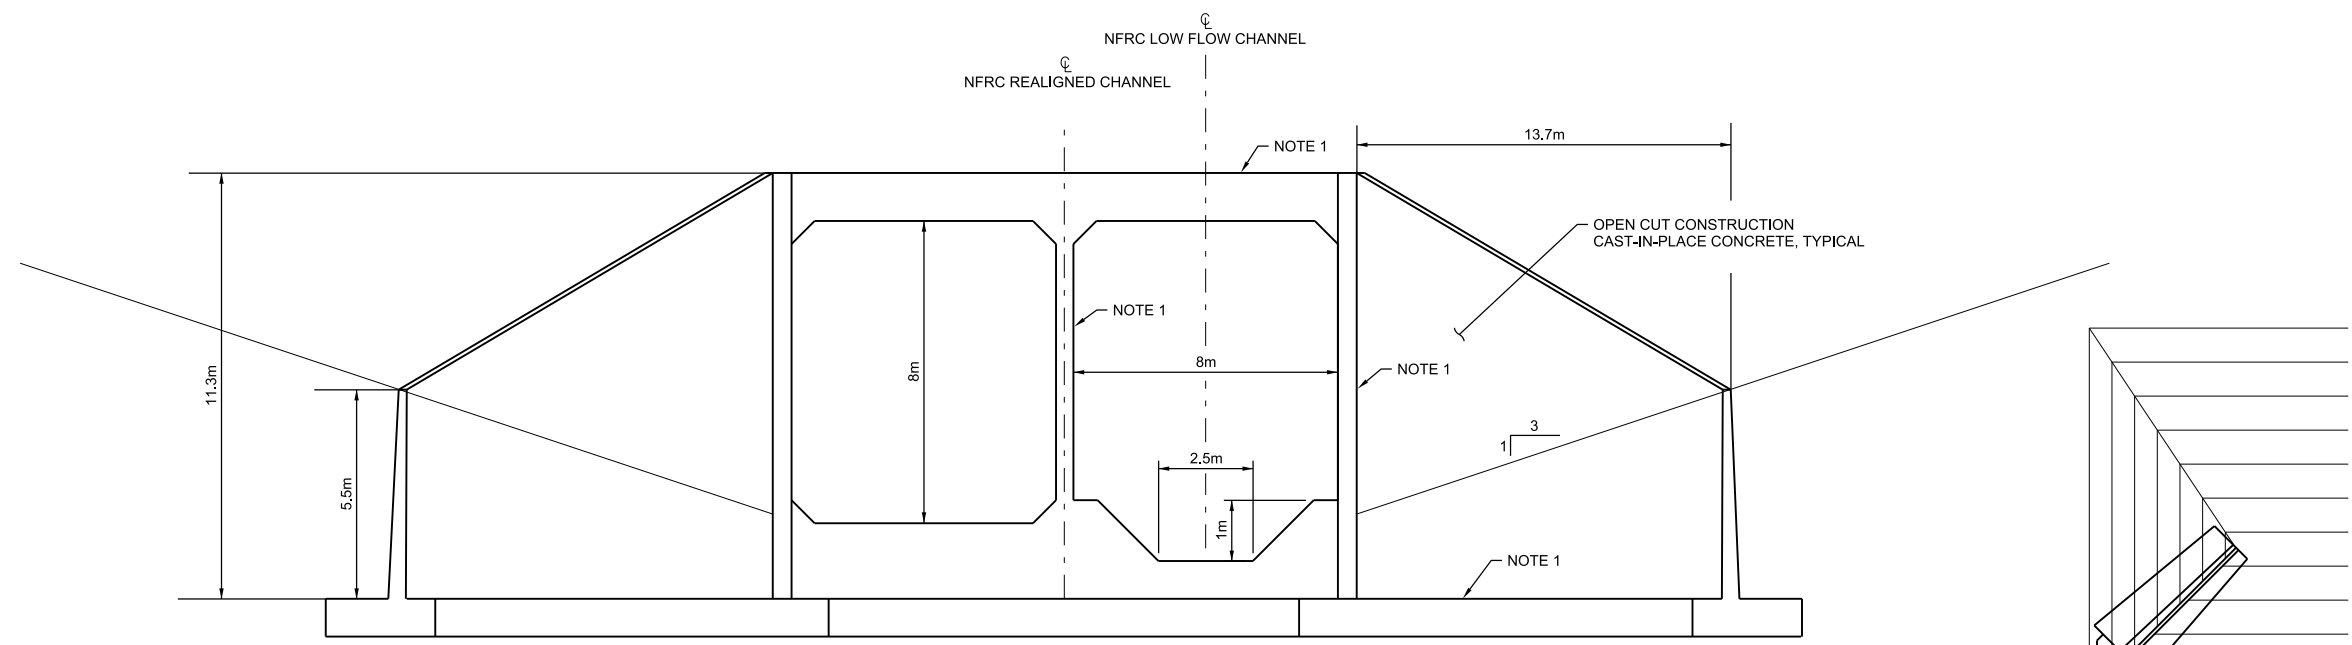 ℄
NFRC LOW FLOW CHANNEL
℄
NFRC REALIGNED CHANNEL
13.7m
NOTE 1
OPEN CUT CONSTRUCTION
CAST-IN-PLACE CONCRETE, TYPICAL
NOTE 1
8m
8m
NOTE 1
11.3m
3
1
2.5m
5.5m
1m
NOTE 1